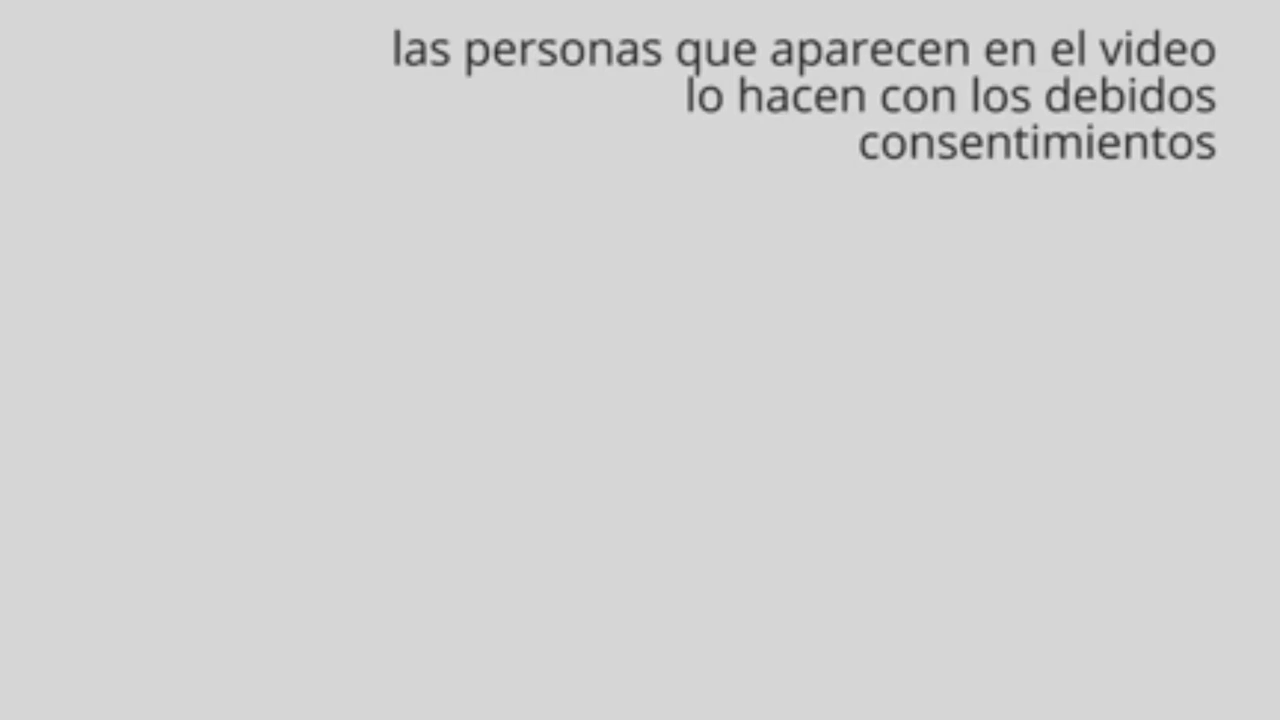 las personas que aparecen en el video
lo hacen con los debidos
consentimientos